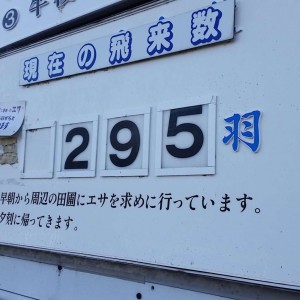 ③
現在の飛来数
295羽
早朝から周辺の田園にエサを求めに行っています。
夕刻に帰ってきます。